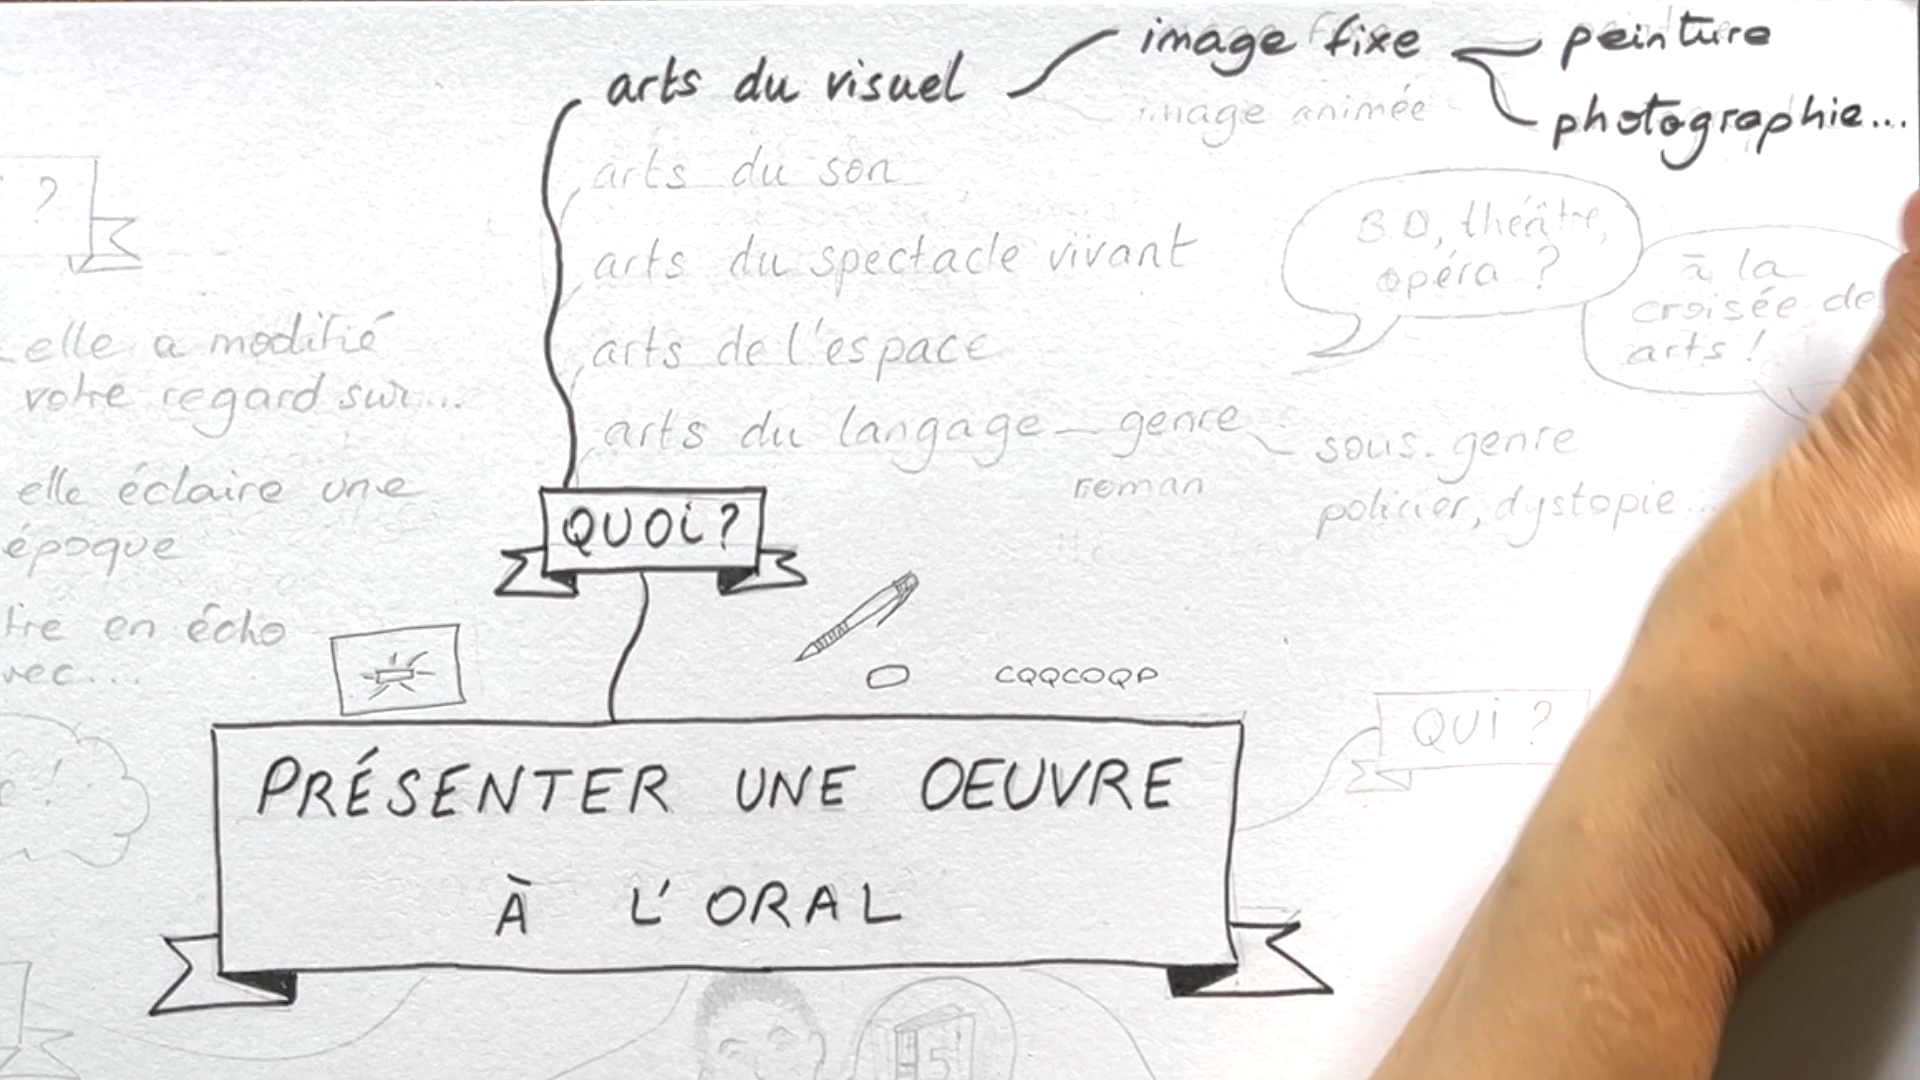 arts du visuel
image fixe
peinture
photographie...
image animée
arts du son
arts du spectacle vivant
arts de l'espace
arts du langage
genre
roman
sous-genre
policier, dystopie...
B.D, théâtre,
opéra ?
à la
croisée de
arts !
?
elle a modifié
votre regard sur...
elle éclaire une
époque
en écho
QUOI ?
CQQCOQP
QUI ?
PRÉSENTER UNE OEUVRE
À L'ORAL